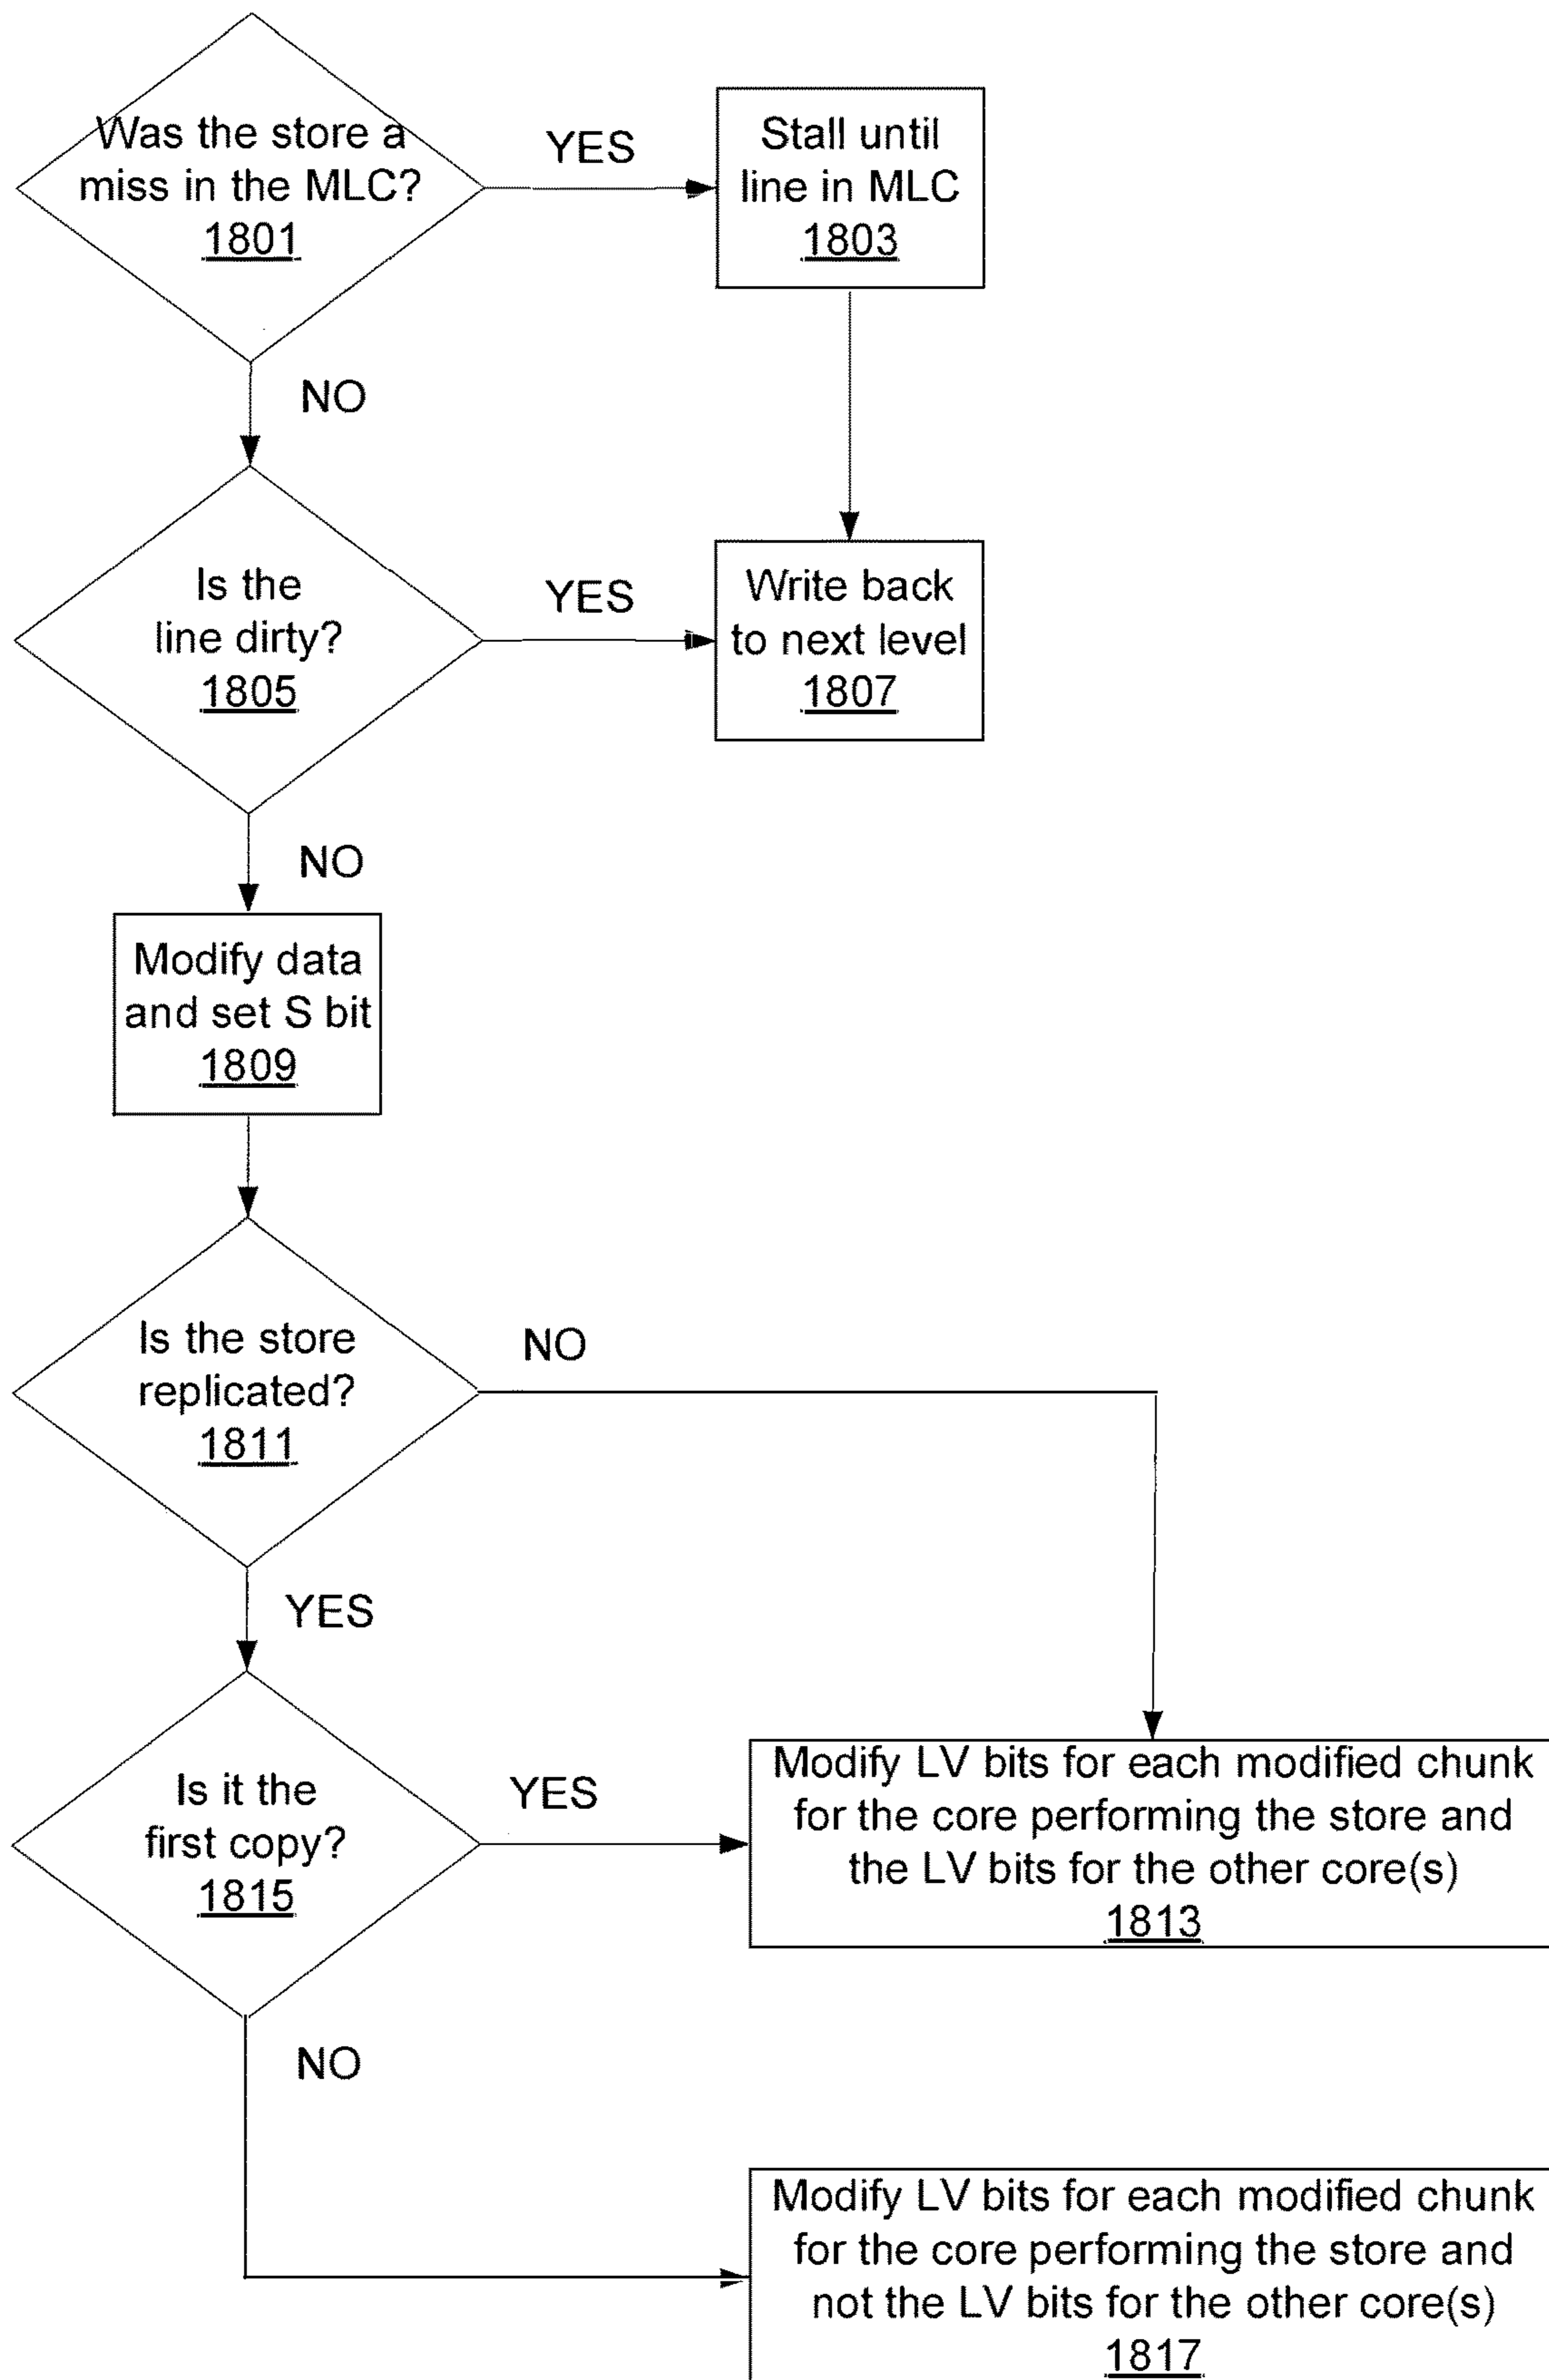 Was the store a
miss in the MLC?
1801
YES
Stall until
line in MLC
1803
NO
Is the
line dirty?
1805
YES
Write back
to next level
1807
NO
Modify data
and set S bit
1809
Is the store
replicated?
1811
NO
YES
Is it the
first copy?
1815
YES
Modify LV bits for each modified chunk
for the core performing the store and
the LV bits for the other core(s)
1813
NO
Modify LV bits for each modified chunk
for the core performing the store and
not the LV bits for the other core(s)
1817